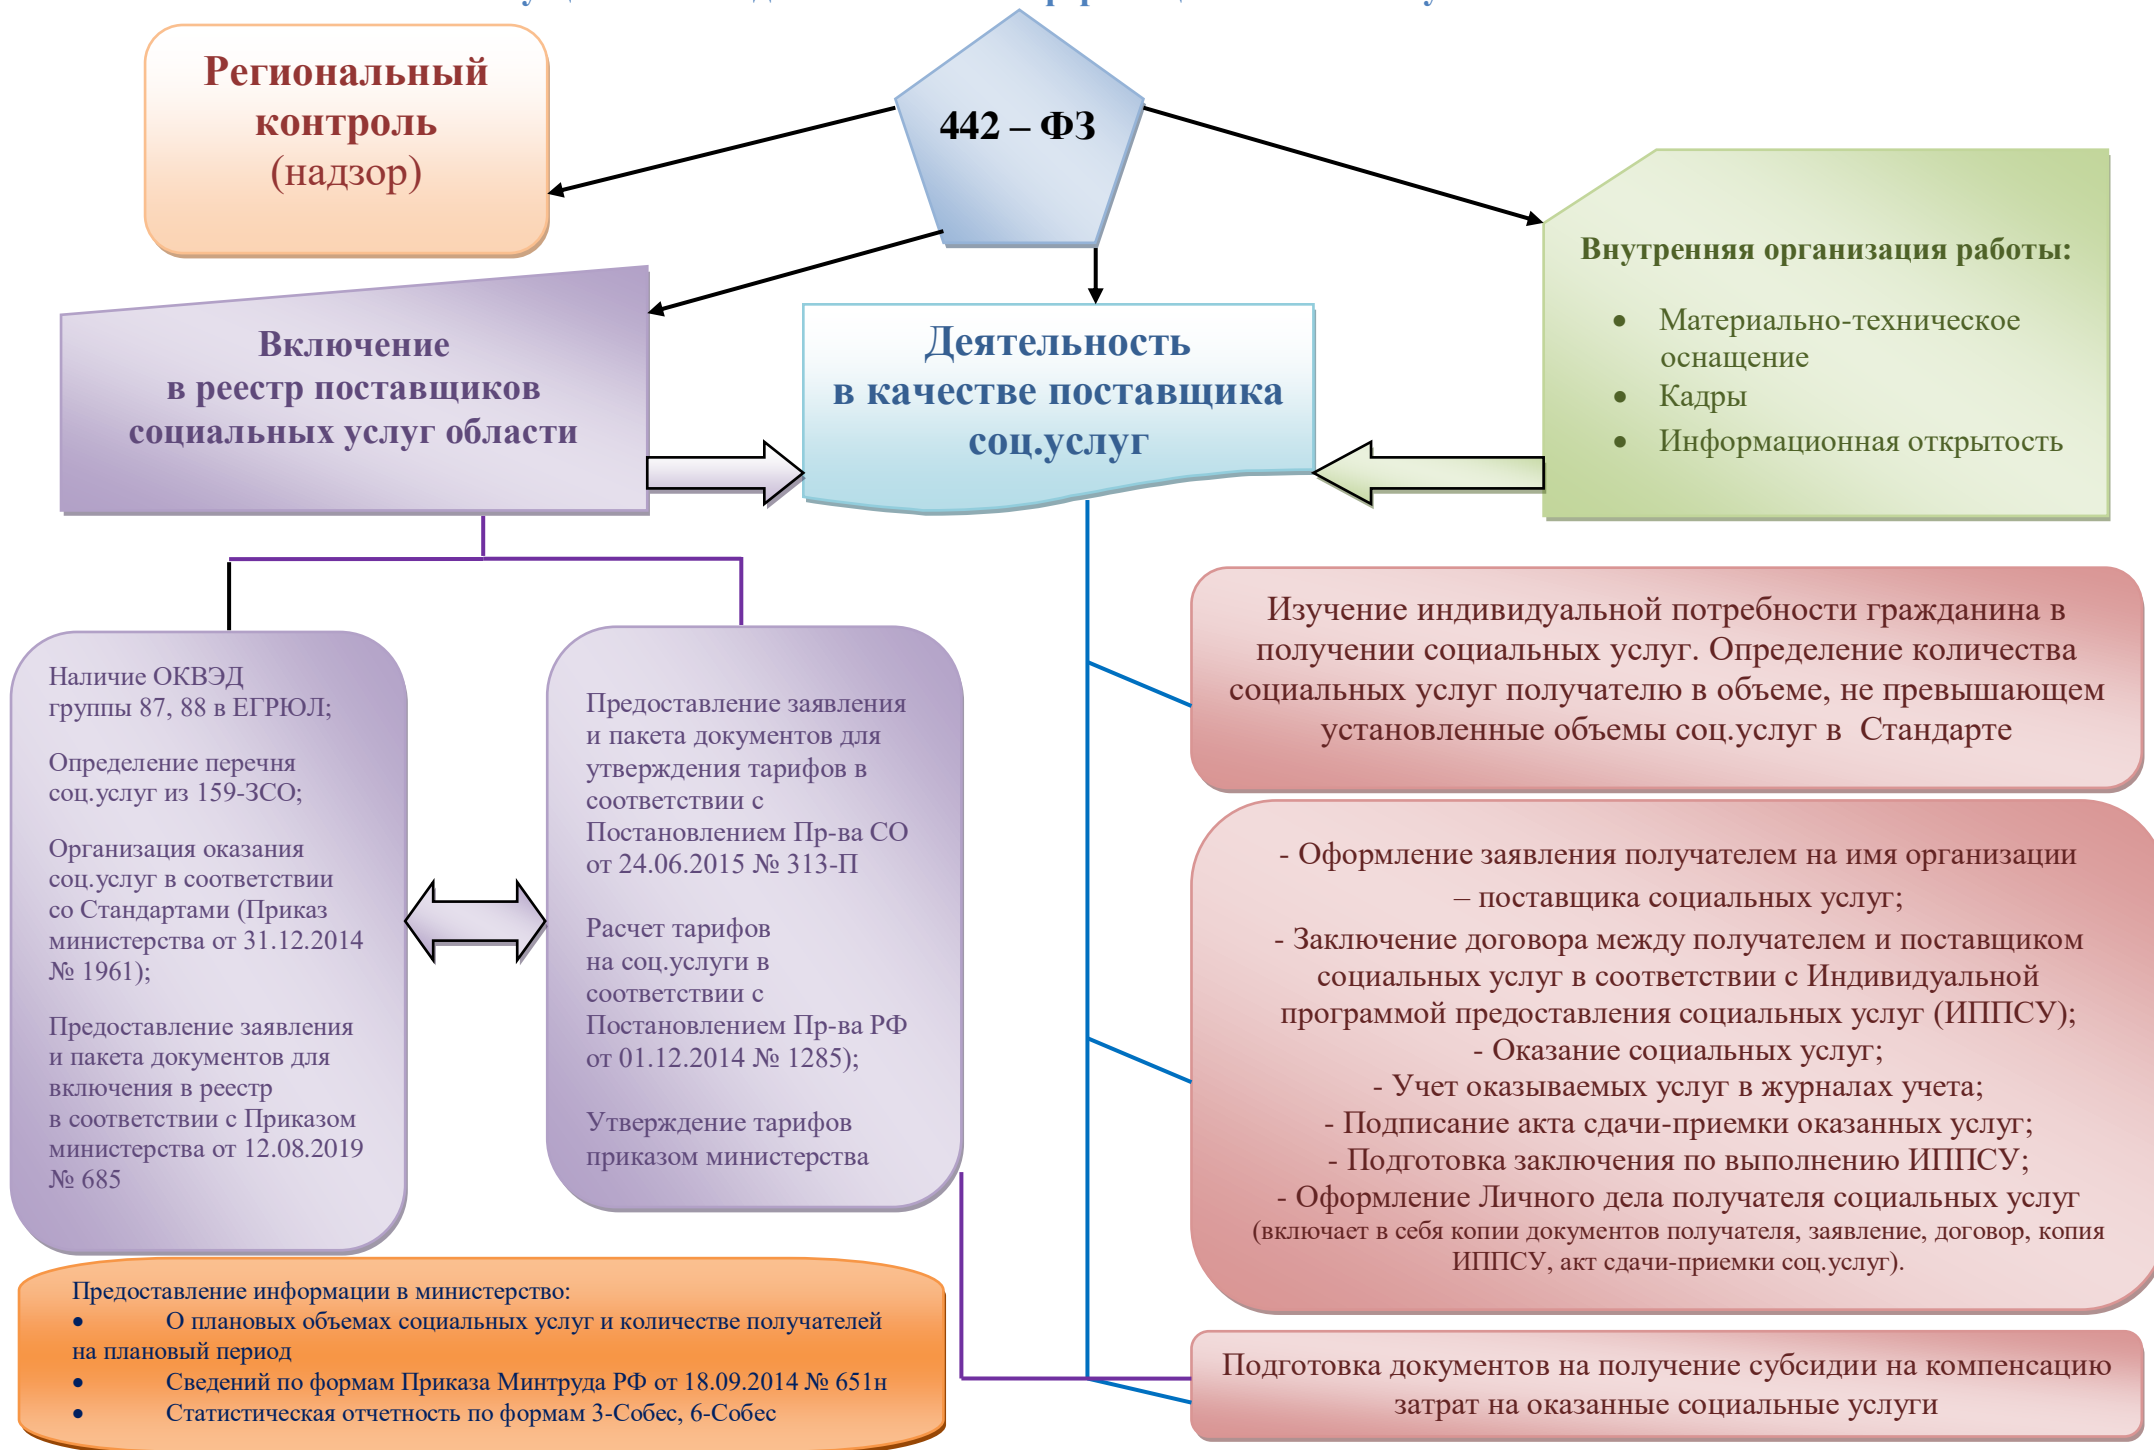 Региональный
контроль
(надзор)
442 – ФЗ
Внутренняя организация работы:
• Материально-техническое
оснащение
• Кадры
• Информационная открытость
Включение
в реестр поставщиков
социальных услуг области
Деятельность
в качестве поставщика
соц.услуг
Наличие ОКВЭД
группы 87, 88 в ЕГРЮЛ;
Определение перечня
соц.услуг из 159-ЗСО;
Организация оказания
соц.услуг в соответствии
со Стандартами (Приказ
министерства от 31.12.2014
№ 1961);
Предоставление заявления
и пакета документов для
включения в реестр
в соответствии с Приказом
министерства от 12.08.2019
№ 685
Предоставление заявления
и пакета документов для
утверждения тарифов в
соответствии с
Постановлением Пр-ва СО
от 24.06.2015 № 313-П
Расчет тарифов
на соц.услуги в
соответствии с
Постановлением Пр-ва РФ
от 01.12.2014 № 1285);
Утверждение тарифов
приказом министерства
Изучение индивидуальной потребности гражданина в
получении социальных услуг. Определение количества
социальных услуг получателю в объеме, не превышающем
установленные объемы соц.услуг в Стандарте
- Оформление заявления получателем на имя организации
– поставщика социальных услуг;
- Заключение договора между получателем и поставщиком
социальных услуг в соответствии с Индивидуальной
программой предоставления социальных услуг (ИППСУ);
- Оказание социальных услуг;
- Учет оказываемых услуг в журналах учета;
- Подписание акта сдачи-приемки оказанных услуг;
- Подготовка заключения по выполнению ИППСУ;
- Оформление Личного дела получателя социальных услуг
(включает в себя копии документов получателя, заявление, договор, копия
ИППСУ, акт сдачи-приемки соц.услуг).
Предоставление информации в министерство:
• О плановых объемах социальных услуг и количестве получателей
на плановый период
• Сведений по формам Приказа Минтруда РФ от 18.09.2014 № 651н
• Статистическая отчетность по формам 3-Собес, 6-Собес
Подготовка документов на получение субсидии на компенсацию
затрат на оказанные социальные услуги